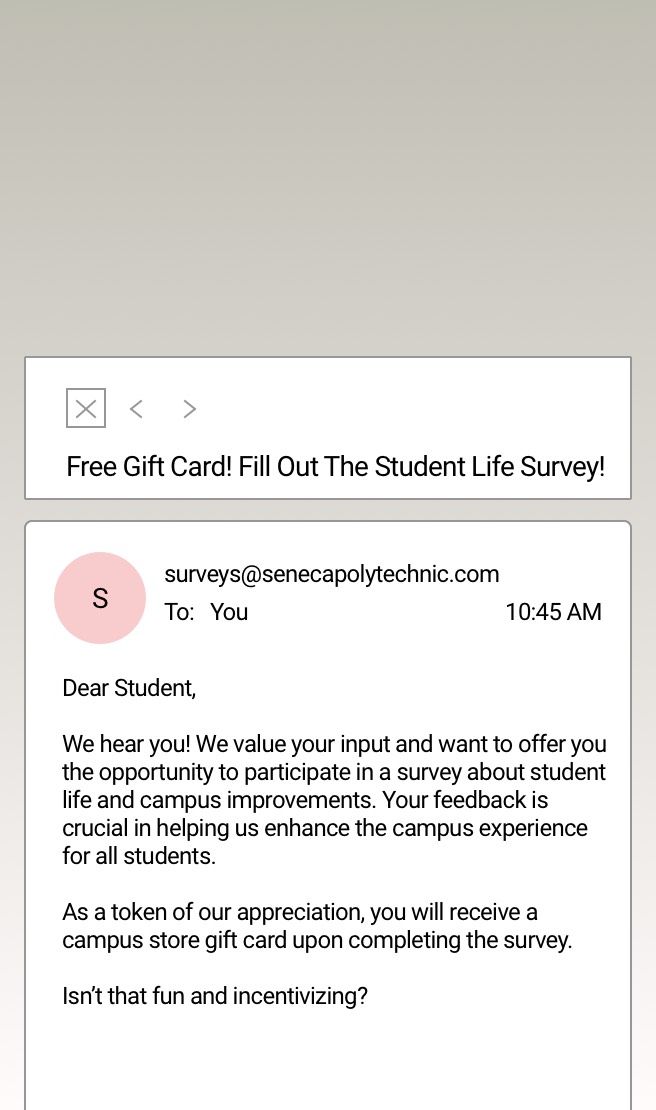 Free Gift Card! Fill Out The Student Life Survey!
S
surveys@senecapolytechnic.com
To: You
10:45 AM
Dear Student,
We hear you! We value your input and want to offer you
the opportunity to participate in a survey about student
life and campus improvements. Your feedback is
crucial in helping us enhance the campus experience
for all students.
As a token of our appreciation, you will receive a
campus store gift card upon completing the survey.
Isn’t that fun and incentivizing?